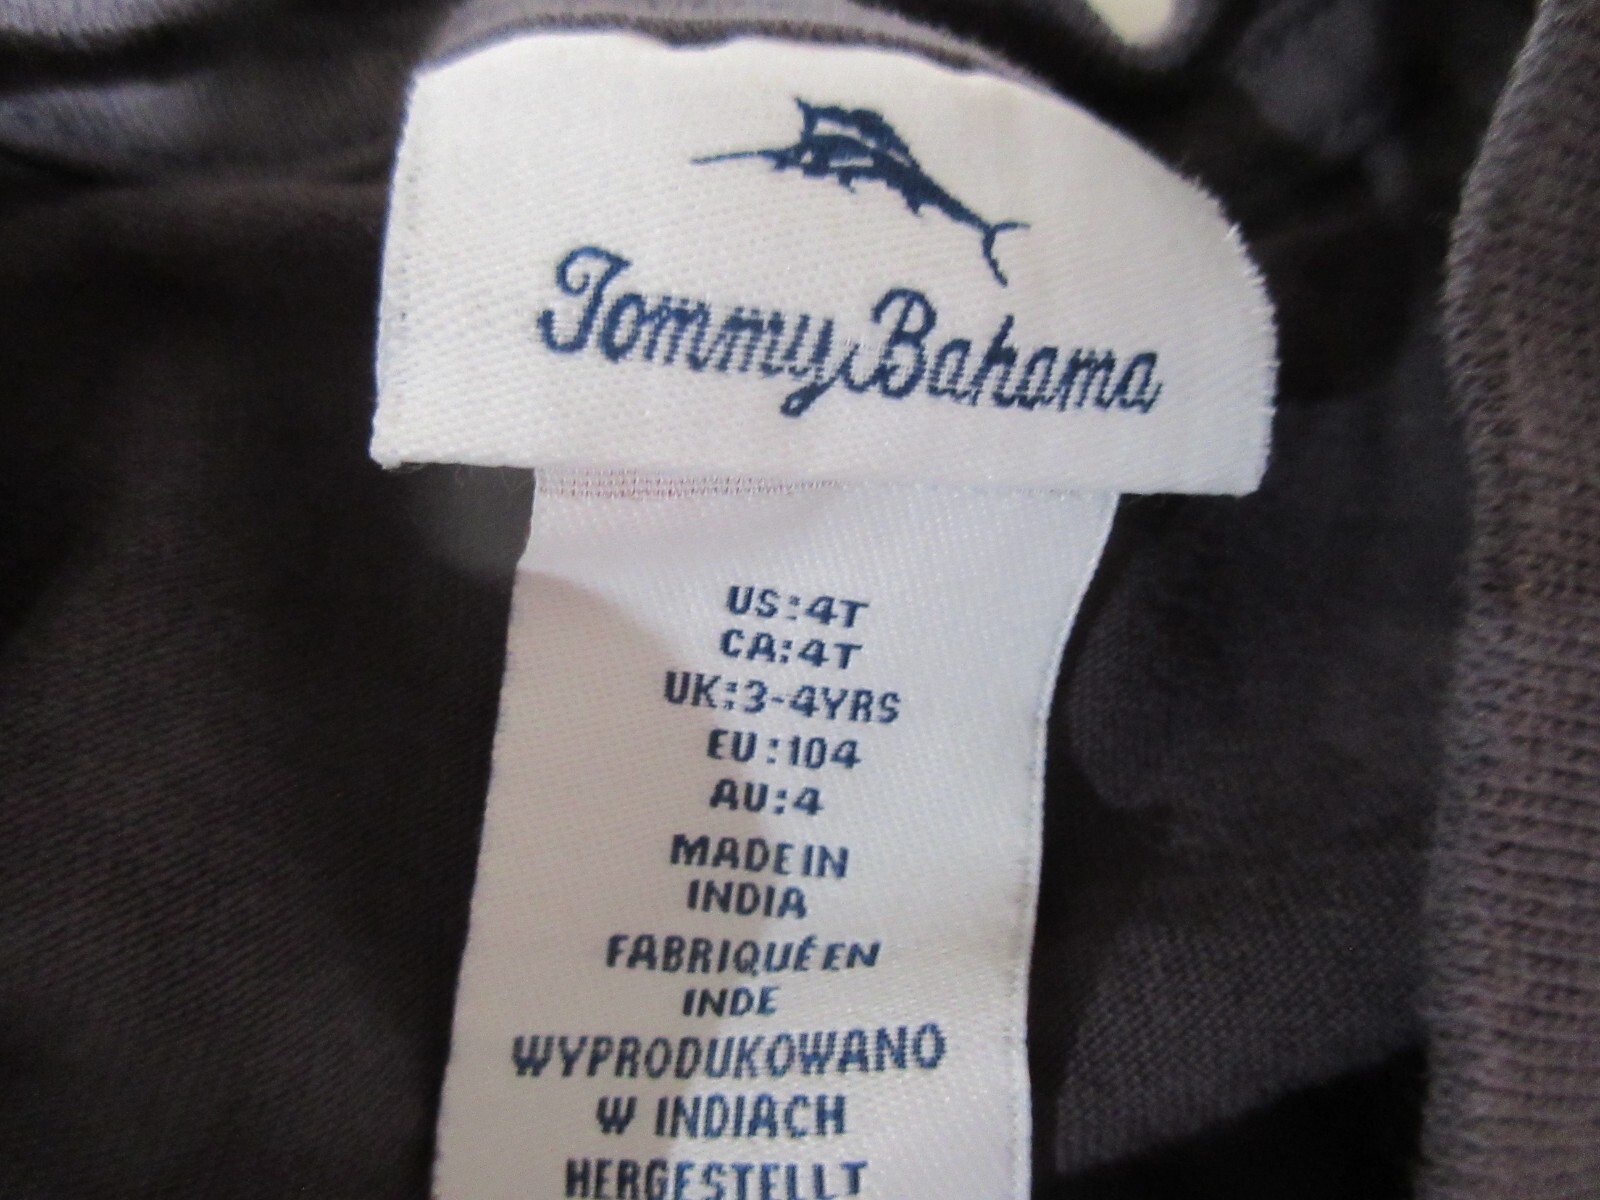 Tommy Bahama
US:4T
CA:4T
UK:3-4YRS
EU:104
AU:4
MADE IN
INDIA
FABRIQUÉ EN
INDE
WYPRODUKOWANO
W INDIACH
HERGESTELLT